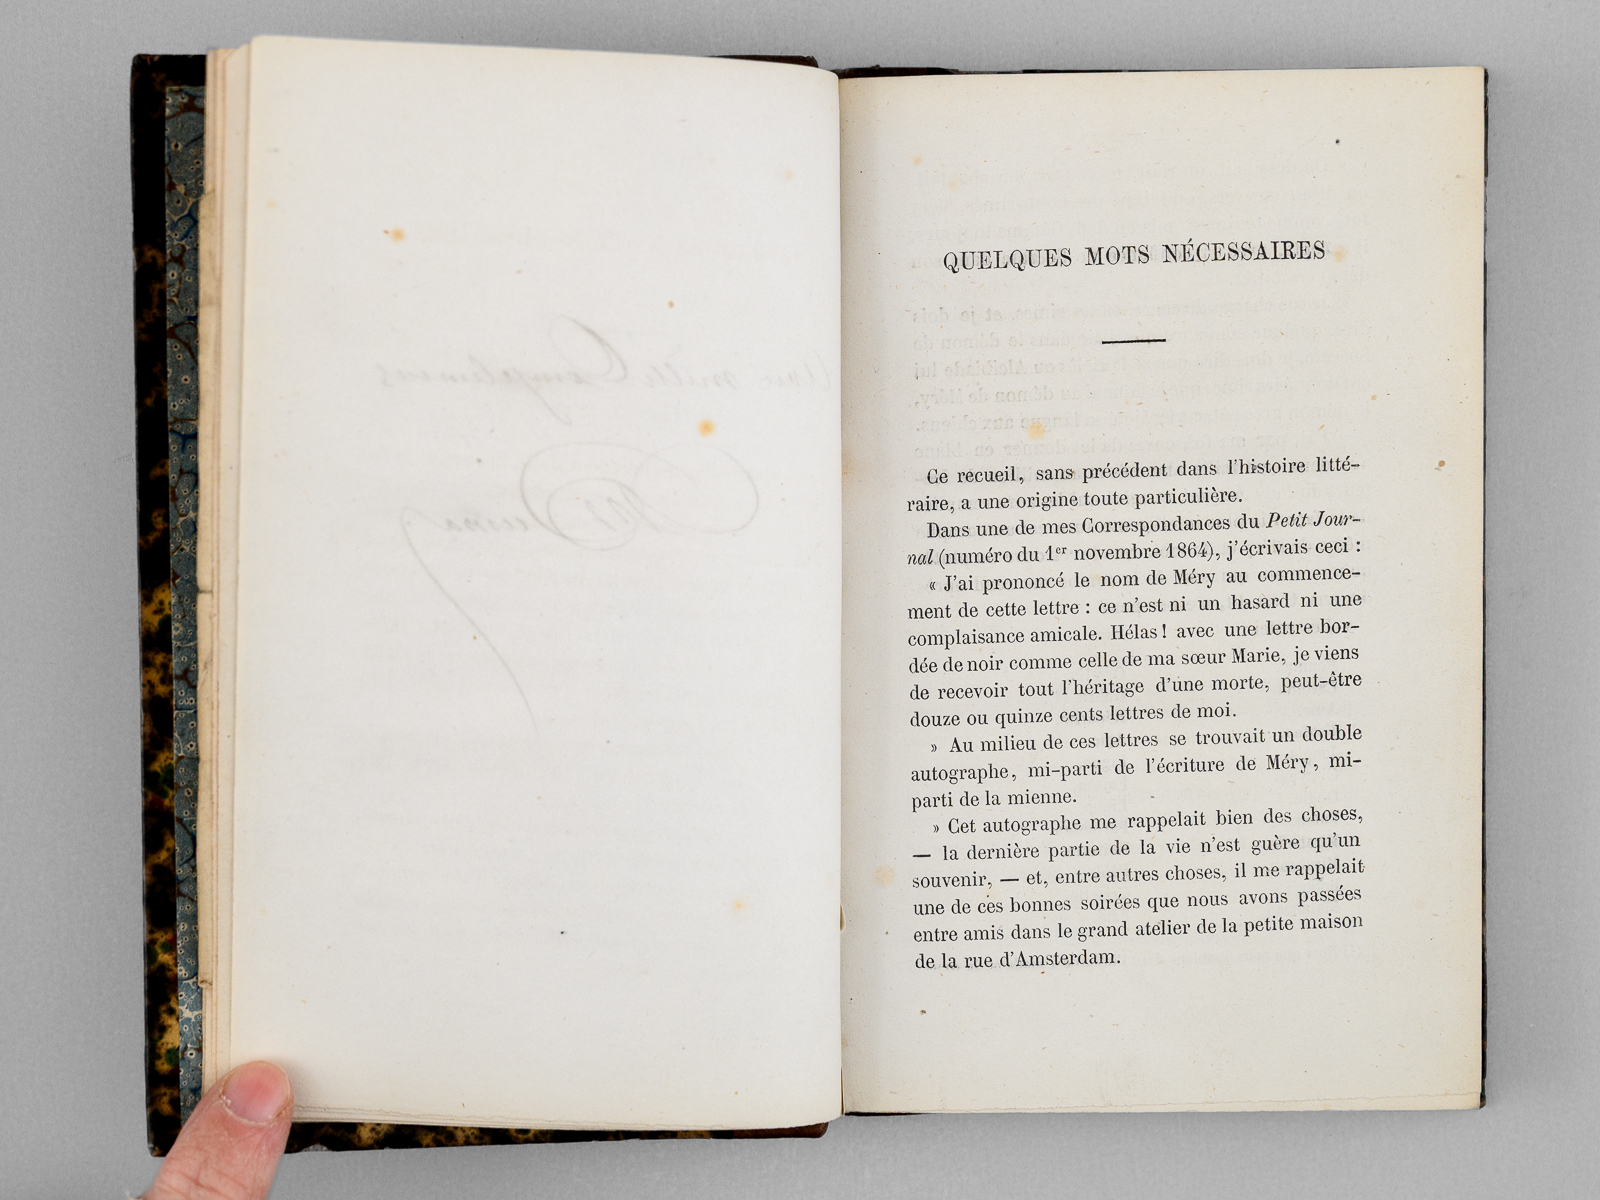 QUELQUES MOTS NÉCESSAIRES
Ce recueil, sans précédent dans l'histoire litté-
raire, a une origine toute particulière.
Dans une de mes Correspondances du Petit Jour-
nal (numéro du 1er novembre 1864), j'écrivais ceci :
« J'ai prononcé le nom de Méry au commence-
ment de cette lettre : ce n'est ni un hasard ni une
complaisance amicale. Hélas ! avec une lettre bor-
dée de noir comme celle de ma sœur Marie, je viens
de recevoir tout l'héritage d'une morte, peut-être
douze ou quinze cents lettres de moi.
» Au milieu de ces lettres se trouvait un double
autographe, mi-parti de l'écriture de Méry, mi-
parti de la mienne.
» Cet autographe me rappelait bien des choses,
— la dernière partie de la vie n'est guère qu'un
souvenir, — et, entre autres choses, il me rappelait
une de ces bonnes soirées que nous avons passées
entre amis dans le grand atelier de la petite maison
de la rue d'Amsterdam.